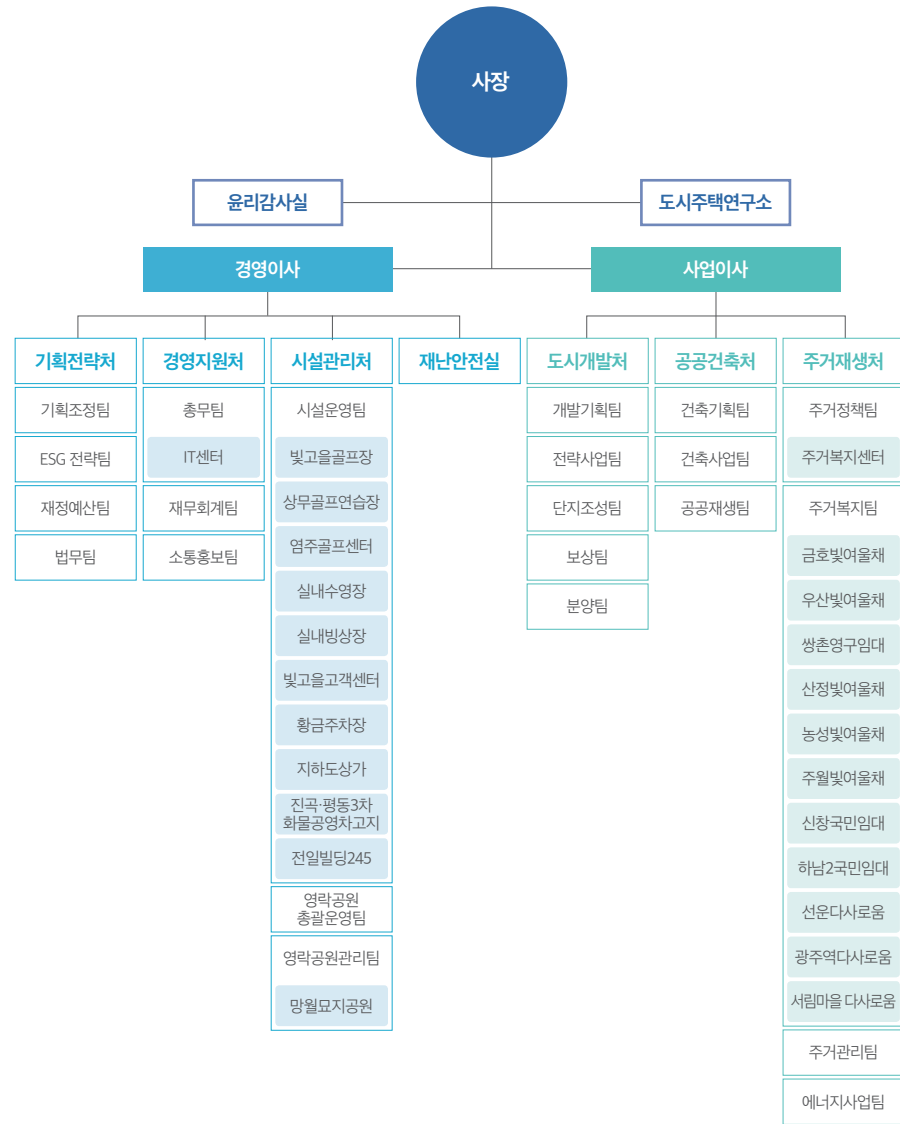 사장
윤리감사실
도시주택연구소
경영이사
사업이사
기획전략처
경영지원처
시설관리처
재난안전실
도시개발처
공공건축처
주거재생처
기획조정팀
ESG 전략팀
재정예산팀
법무팀
총무팀
IT센터
재무회계팀
소통홍보팀
시설운영팀
빛고을골프장
상무골프연습장
염주골프센터
실내수영장
실내빙상장
빛고을고객센터
황금주차장
지하도상가
진곡·평동3차
화물공영차고지
전일빌딩245
영락공원
총괄운영팀
영락공원관리팀
망월묘지공원
개발기획팀
전략사업팀
단지조성팀
보상팀
분양팀
건축기획팀
건축사업팀
공공재생팀
주거정책팀
주거복지센터
주거복지팀
금호빛여울채
우산빛여울채
쌍촌영구임대
산정빛여울채
농성빛여울채
주월빛여울채
신창국민임대
하남2국민임대
선운다사로움
광주역다사로움
서림마을 다사로움
주거관리팀
에너지사업팀